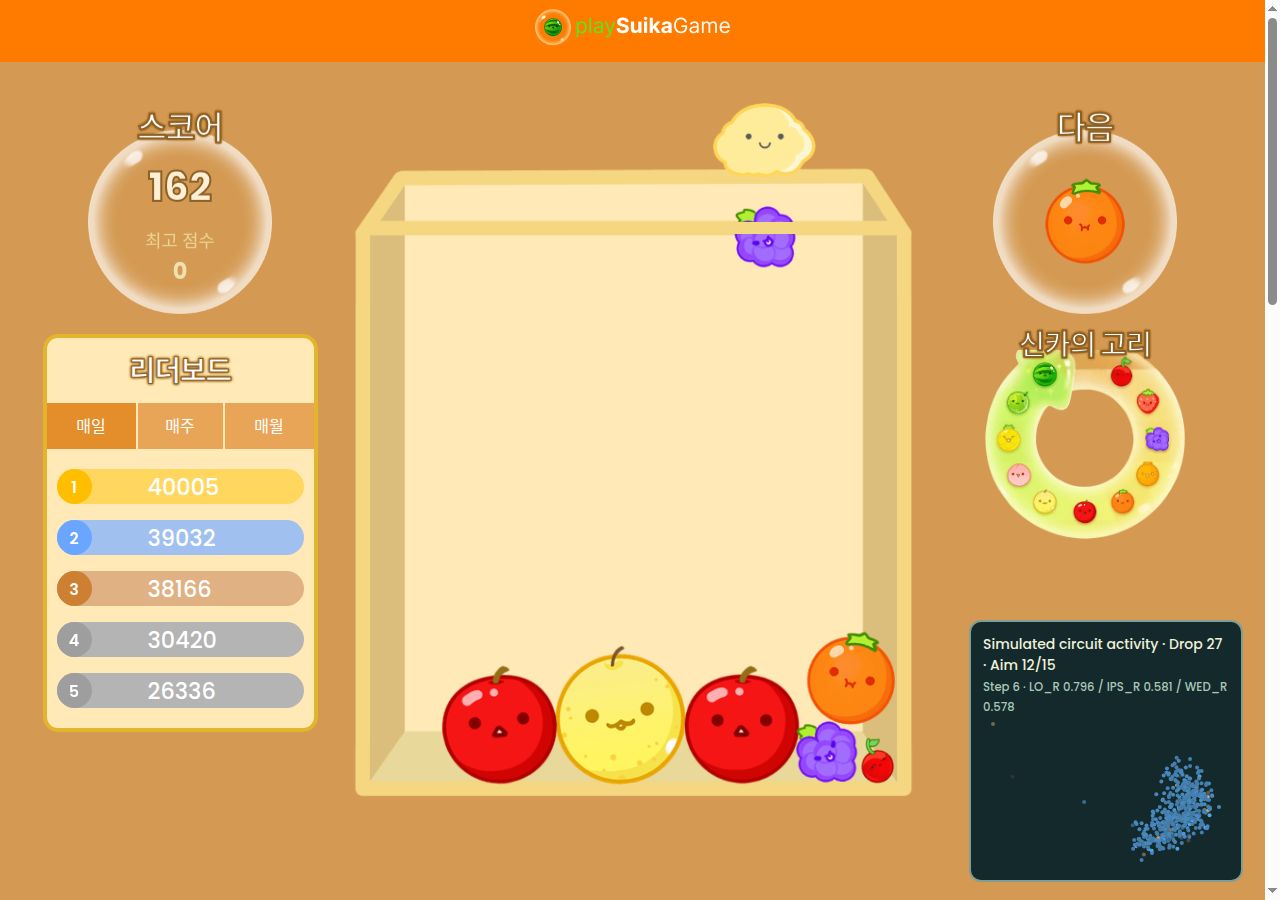 playSuikaGame
스코어
162
최고 점수
0
리더보드
매일 매주 매월
1 40005
2 39032
3 38166
4 30420
5 26336
다음
신카의 고리
Simulated circuit activity · Drop 27
· Aim 12/15
Step 6 · LO_R 0.796 / IPS_R 0.581 / WED_R
0.578